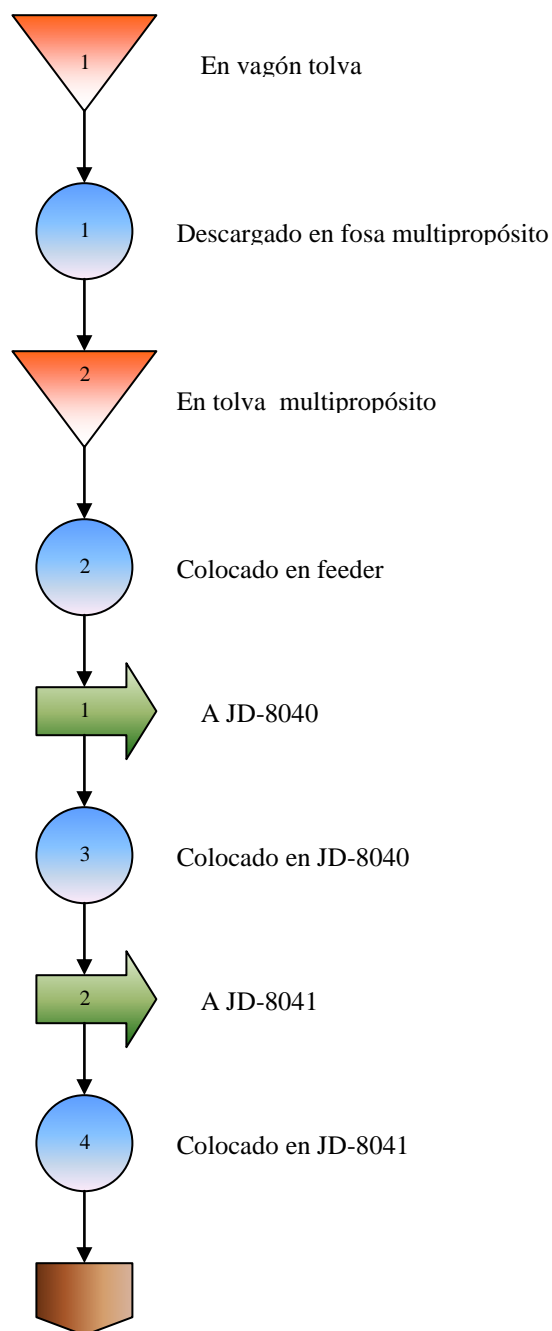 1
En vagón tolva
1
Descargado en fosa multipropósito
2
En tolva  multipropósito
2
Colocado en feeder
1
A JD-8040
3
Colocado en JD-8040
2
A JD-8041
4
Colocado en JD-8041